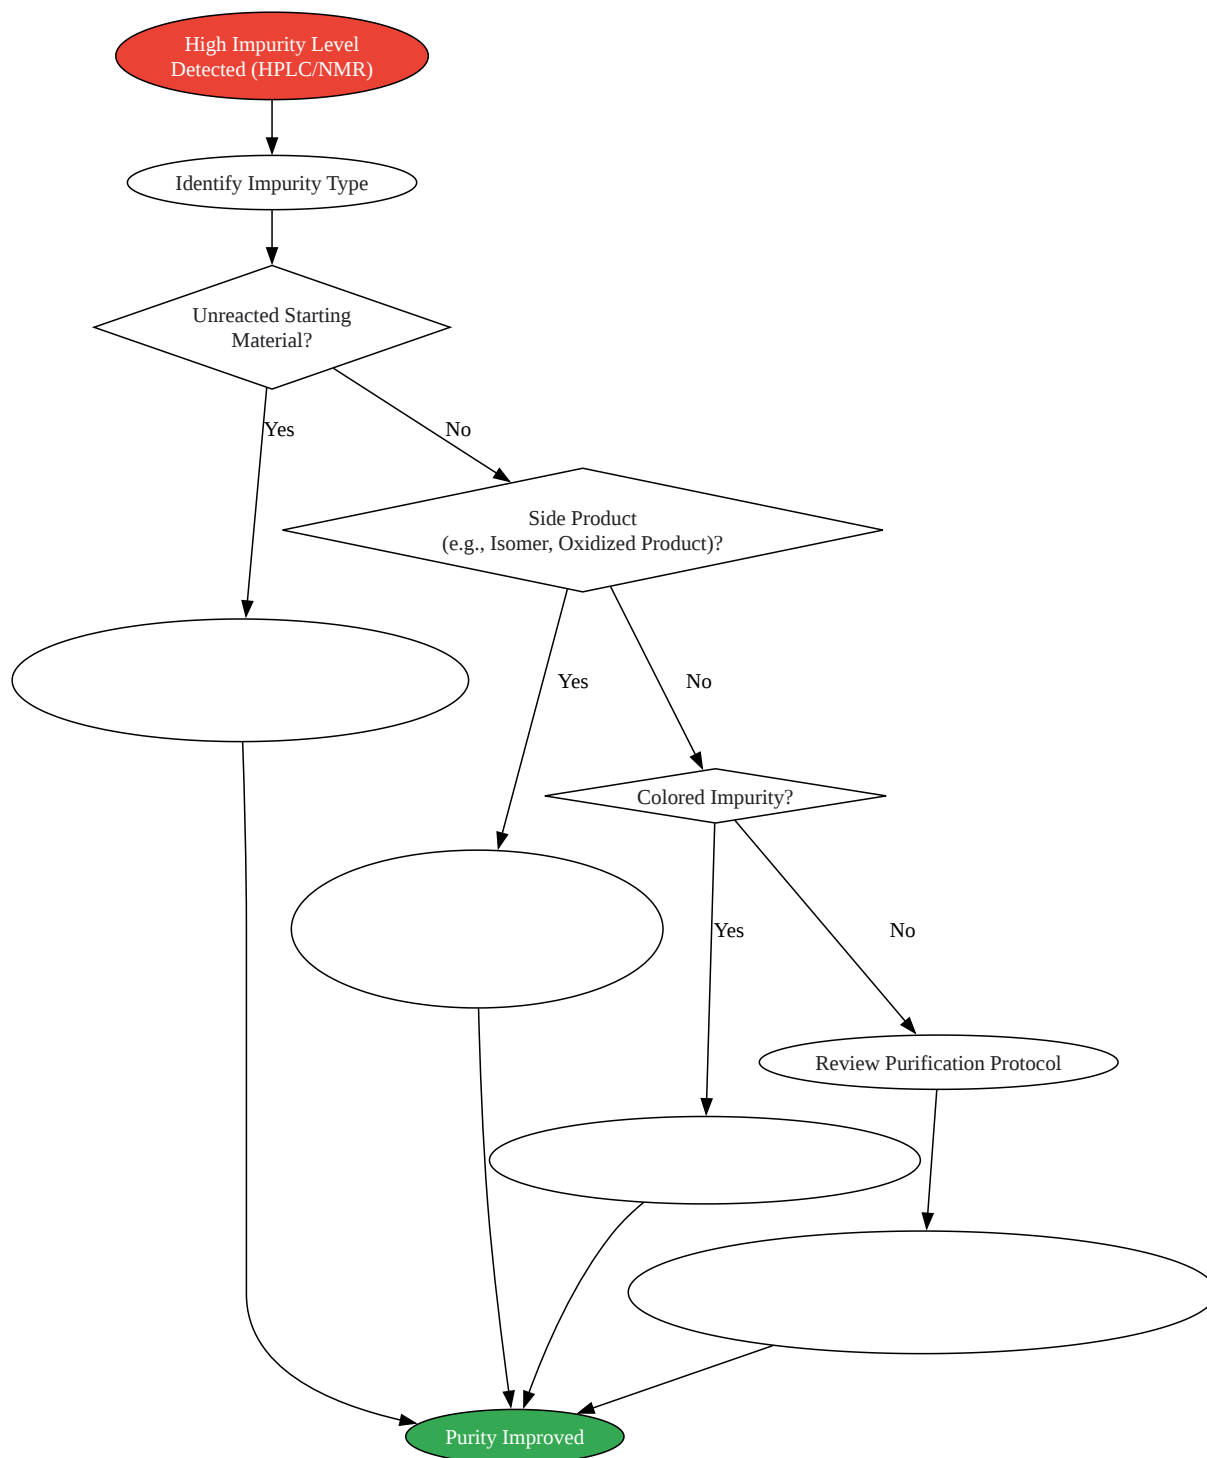 High Impurity Level
Detected (HPLC/NMR)
Identify Impurity Type
Unreacted Starting
Material?
Yes
No
Side Product
(e.g., Isomer, Oxidized Product)?
Yes
No
Colored Impurity?
Yes
No
Review Purification Protocol
Purity Improved